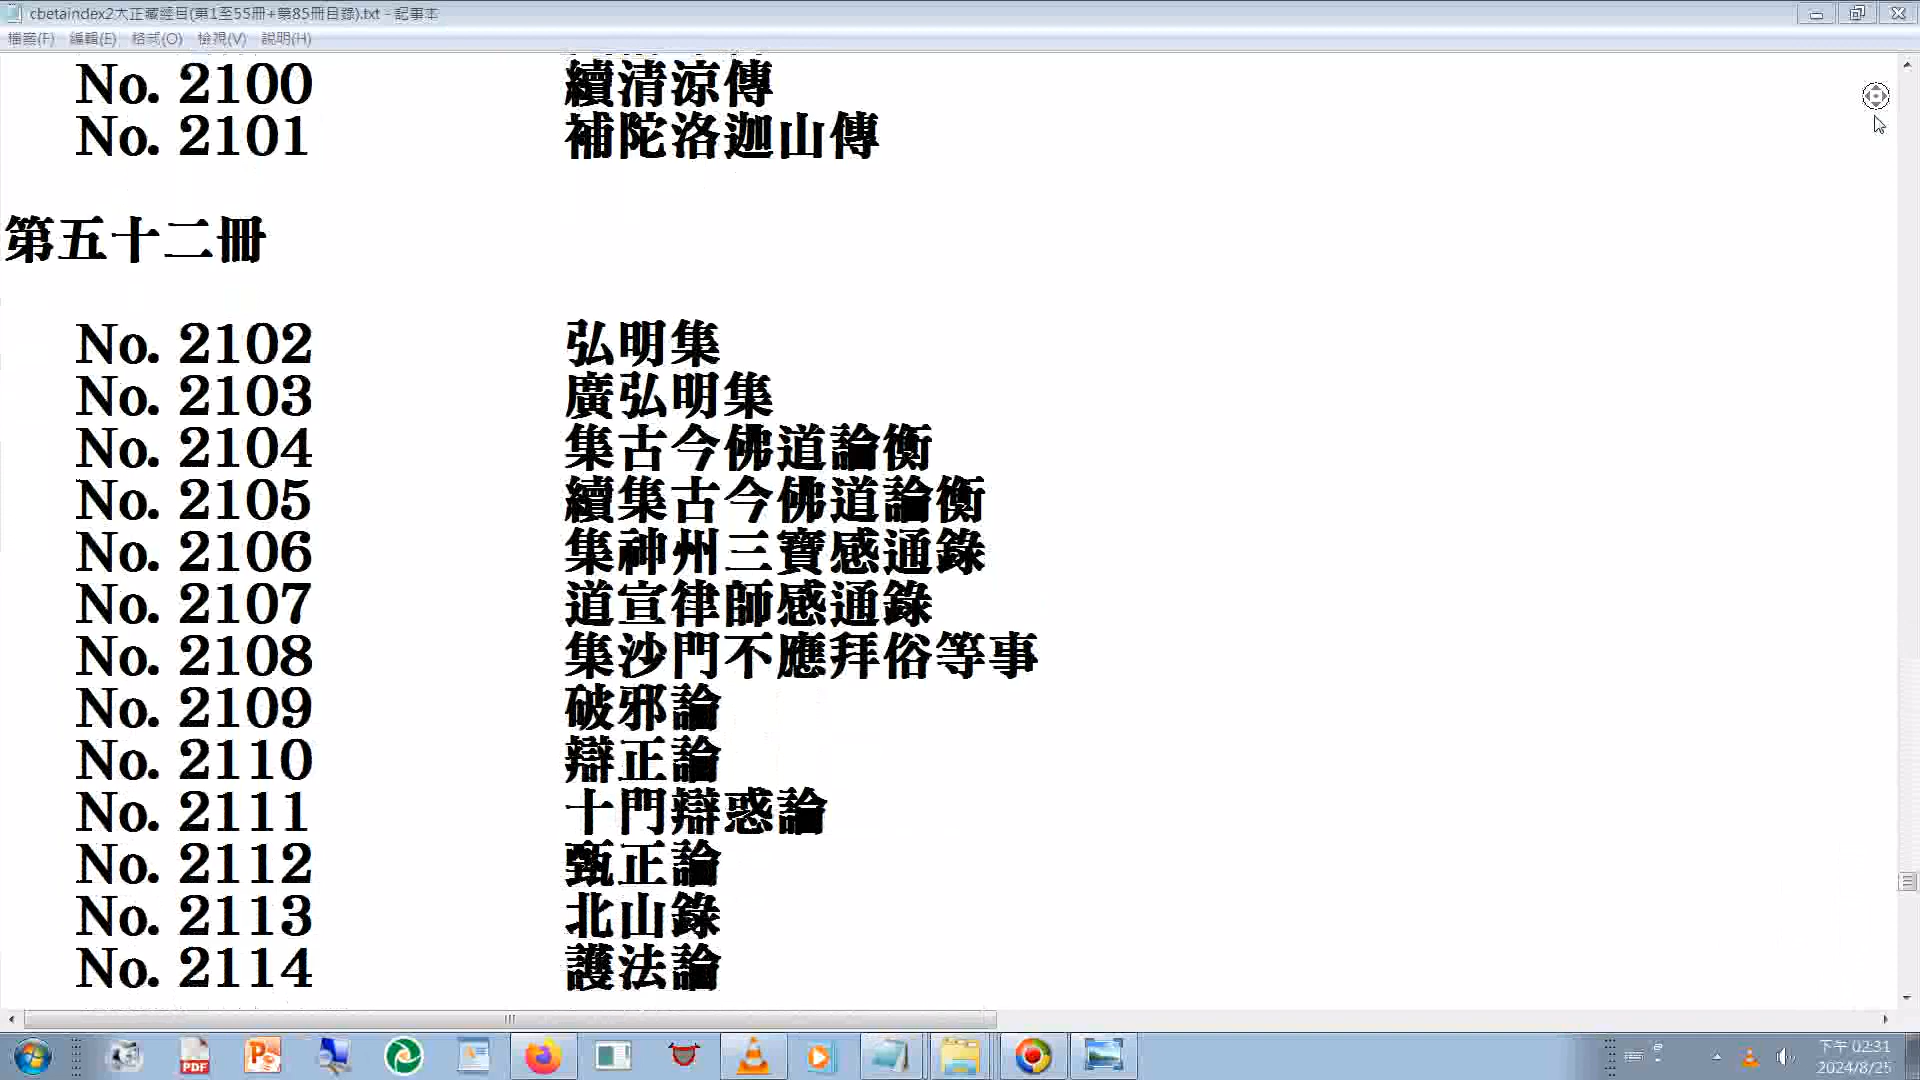 cbetaindex2大正藏經目(第1至55冊+第85冊目錄).txt - 記事本
檔案(F) 編輯(E) 格式(O) 檢視(V) 說明(H)
No. 2100 續清涼傳
No. 2101 補陀洛迦山傳
第五十二冊
No. 2102 弘明集
No. 2103 廣弘明集
No. 2104 集古今佛道論衡
No. 2105 續集古今佛道論衡
No. 2106 集神州三寶感通錄
No. 2107 道宣律師感通錄
No. 2108 集沙門不應拜俗等事
No. 2109 破邪論
No. 2110 辯正論
No. 2111 十門辯惑論
No. 2112 甄正論
No. 2113 北山錄
No. 2114 護法論
PDF
下午 02:31
2024/8/25